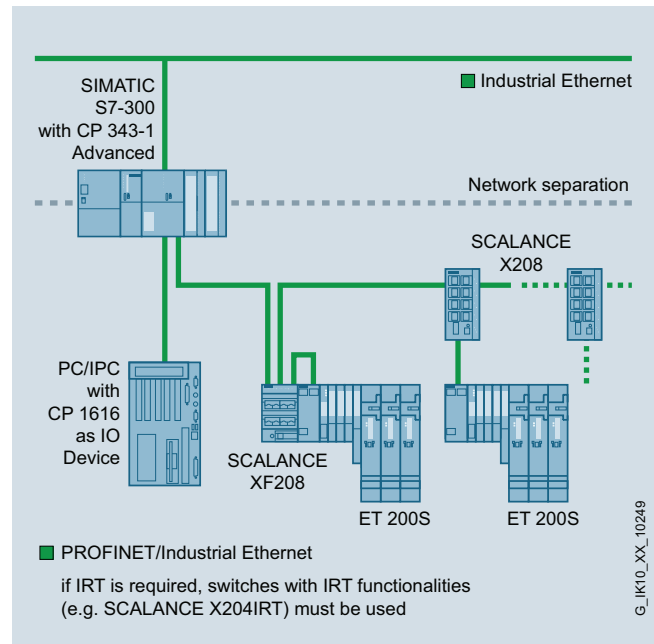 SIMATIC
S7-300
with CP 343-1
Advanced
Industrial Ethernet
Network separation
SCALANCE
X208
PC/IPC
with
CP 1616
as IO
Device
SCALANCE
XF208
ET 200S
ET 200S
PROFINET/Industrial Ethernet
if IRT is required, switches with IRT functionalities
(e.g. SCALANCE X204IRT) must be used
G_IK10_XX_10249